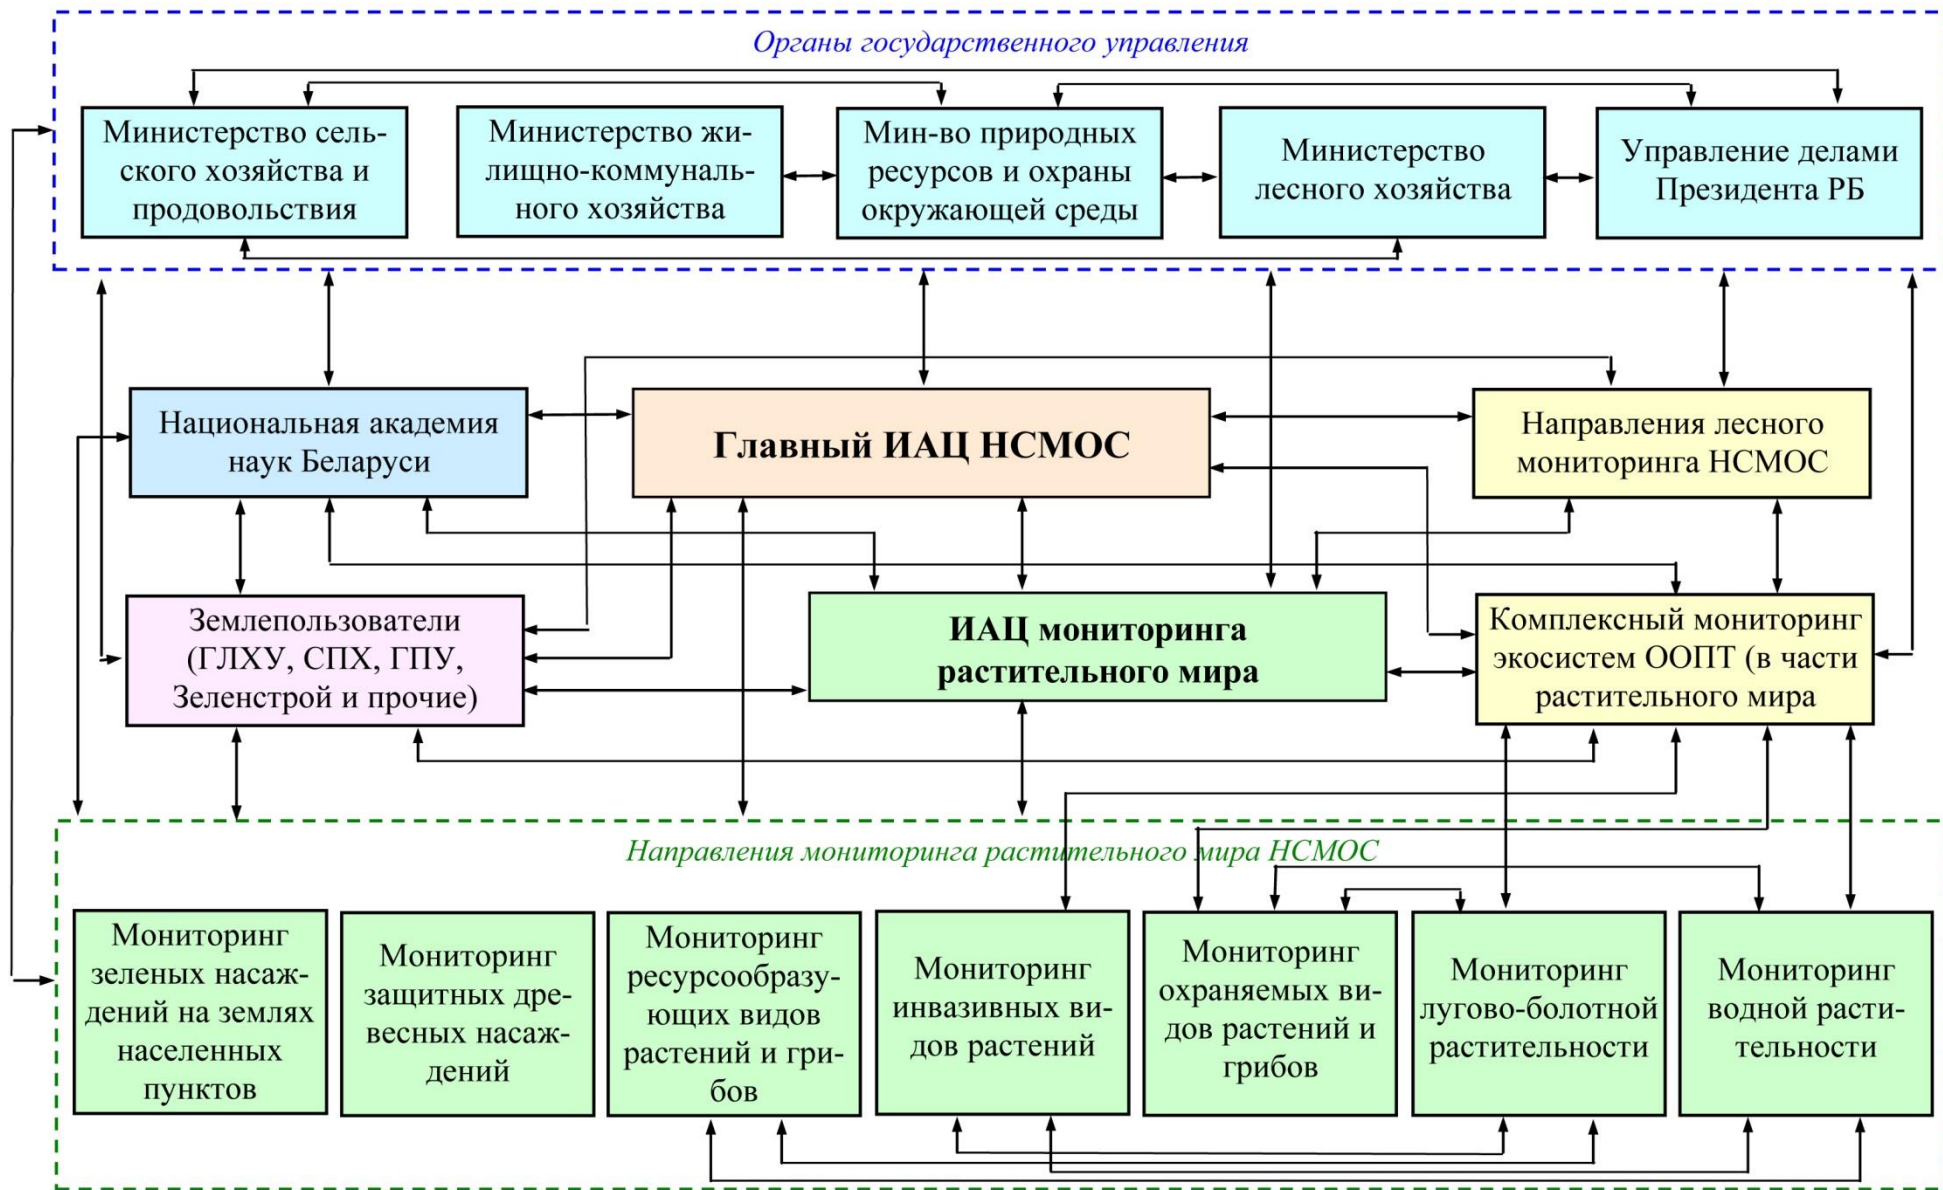 Органы государственного управления
Министерство сель-
ского хозяйства и
продовольствия
Министерство жи-
лищно-коммуналь-
ного хозяйства
Мин-во природных
ресурсов и охраны
окружающей среды
Министерство
лесного хозяйства
Управление делами
Президента РБ
Национальная академия
наук Беларуси
Главный ИАЦ НСМОС
Направления лесного
мониторинга НСМОС
Землепользователи
(ГЛХУ, СПХ, ГПУ,
Зеленстрой и прочие)
ИАЦ мониторинга
растительного мира
Комплексный мониторинг
экосистем ООПТ (в части
растительного мира
Направления мониторинга растительного мира НСМОС
Мониторинг
зеленых насаж-
дений на землях
населенных
пунктов
Мониторинг
защитных дре-
весных насаж-
дений
Мониторинг
ресурсообразу-
ющих видов
растений и гри-
бов
Мониторинг
инвазивных ви-
дов растений
Мониторинг
охраняемых ви-
дов растений и
грибов
Мониторинг
лугово-болотной
растительности
Мониторинг
водной расти-
тельности